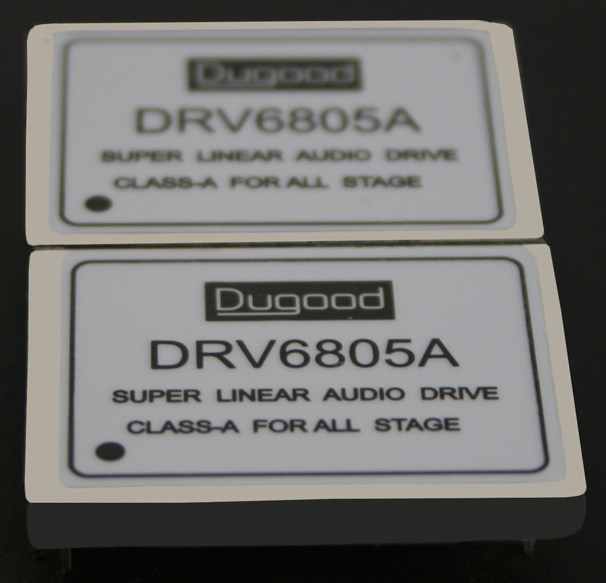 Dugood
DRV6805A
SUPER LINEAR AUDIO DRIVE
CLASS-A FOR ALL STAGE
Dugood
DRV6805A
SUPER LINEAR AUDIO DRIVE
CLASS-A FOR ALL STAGE